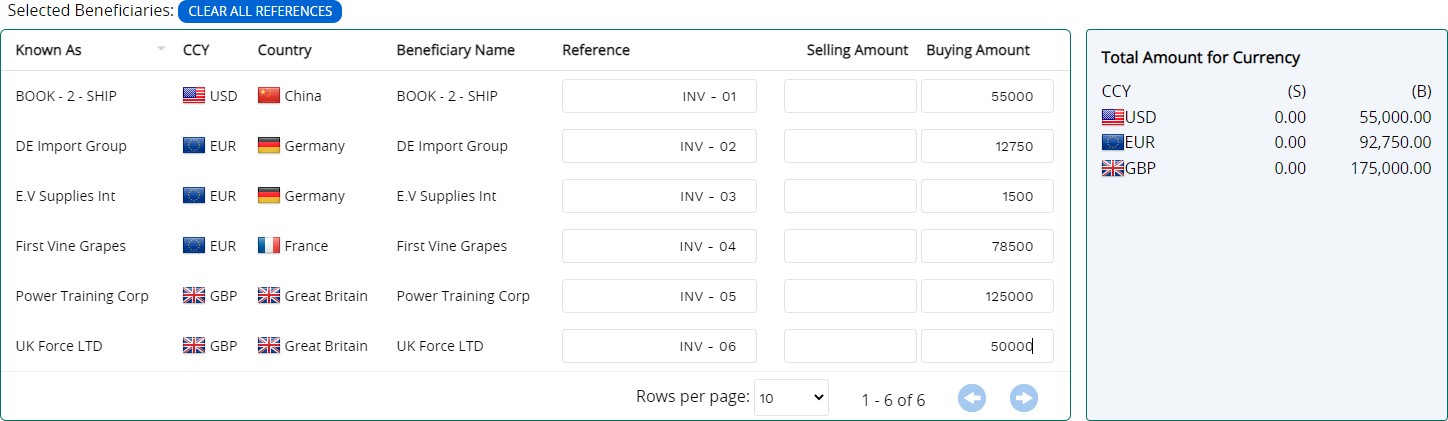 Selected Beneficiaries: CLEAR ALL REFERENCES
Known As CCY Country Beneficiary Name Reference Selling Amount Buying Amount
BOOK - 2 - SHIP USD China BOOK - 2 - SHIP INV - 01 55000
DE Import Group EUR Germany DE Import Group INV - 02 12750
E.V Supplies Int EUR Germany E.V Supplies Int INV - 03 1500
First Vine Grapes EUR France First Vine Grapes INV - 04 78500
Power Training Corp GBP Great Britain Power Training Corp INV - 05 125000
UK Force LTD GBP Great Britain UK Force LTD INV - 06 50000
Rows per page: 10 1 - 6 of 6
Total Amount for Currency
CCY (S) (B)
USD 0.00 55,000.00
EUR 0.00 92,750.00
GBP 0.00 175,000.00